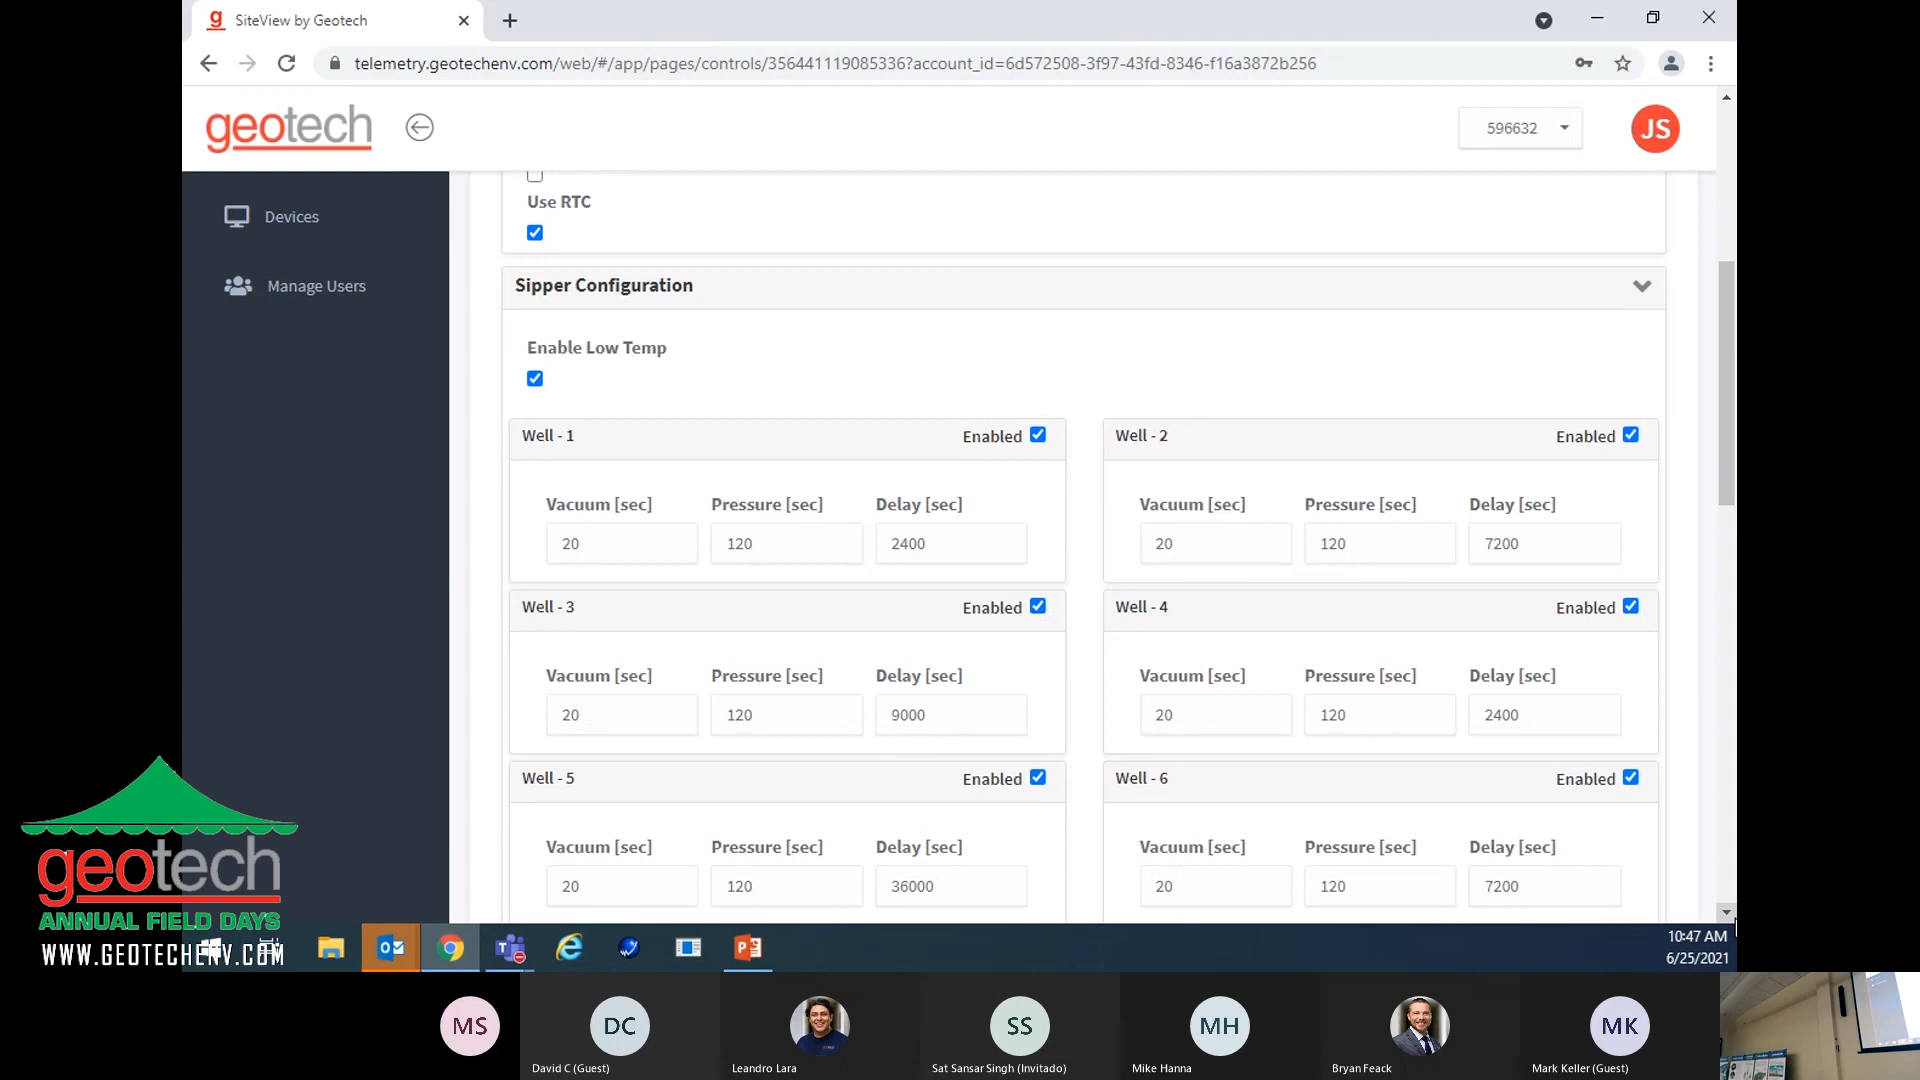 SiteView by Geotech
telemetry.geotechenv.com/web/#/app/pages/controls/356441119085336?account_id=6d572508-3f97-43fd-8346-f16a3872b256
geotech
596632
JS
Devices
Manage Users
Use RTC
Sipper Configuration
Enable Low Temp
Well - 1 Enabled
Vacuum [sec] Pressure [sec] Delay [sec]
20 120 2400
Well - 2 Enabled
Vacuum [sec] Pressure [sec] Delay [sec]
20 120 7200
Well - 3 Enabled
Vacuum [sec] Pressure [sec] Delay [sec]
20 120 9000
Well - 4 Enabled
Vacuum [sec] Pressure [sec] Delay [sec]
20 120 2400
Well - 5 Enabled
Vacuum [sec] Pressure [sec] Delay [sec]
20 120 36000
Well - 6 Enabled
Vacuum [sec] Pressure [sec] Delay [sec]
20 120 7200
geotech
ANNUAL FIELD DAYS
WWW.GEOTECHENV.COM
10:47 AM
6/25/2021
MS
DC
SS
MH
MK
David C (Guest)
Leandro Lara
Sat Sansar Singh (Invitado)
Mike Hanna
Bryan Feack
Mark Keller (Guest)